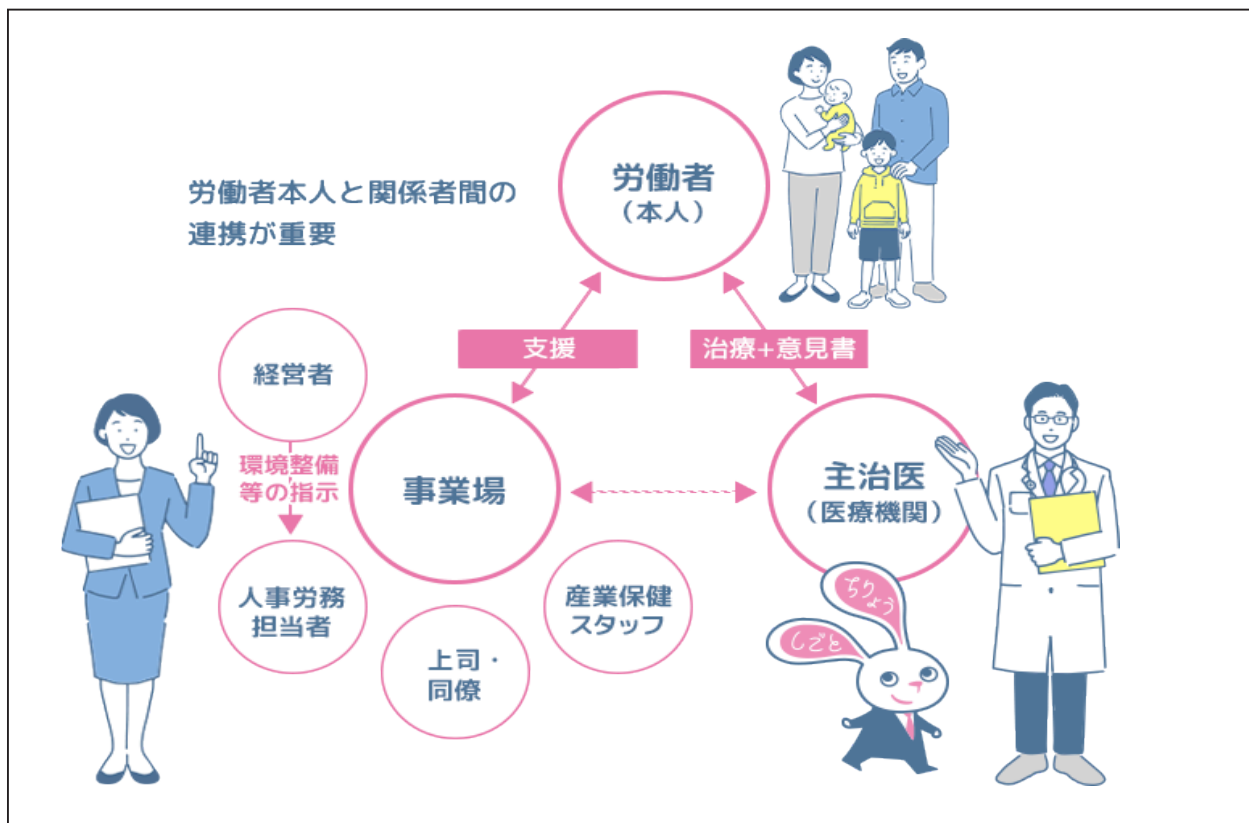 労働者
（本人）
労働者本人と関係者間の
連携が重要
支援
治療+意見書
経営者
環境整備
等の指示
事業場
主治医
（医療機関）
人事労務
担当者
上司・
同僚
産業保健
スタッフ
ちりょう
しごと